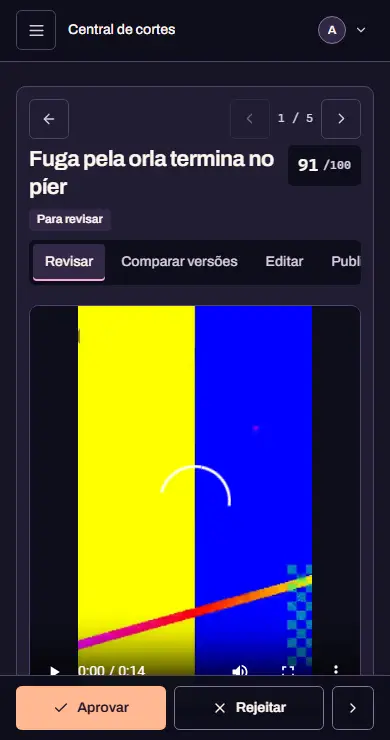 Central de cortes
A
1 / 5
Fuga pela orla termina no
píer
91 /100
Para revisar
Revisar
Comparar versões
Editar
Publ
0:00 / 0:14
Aprovar
Rejeitar